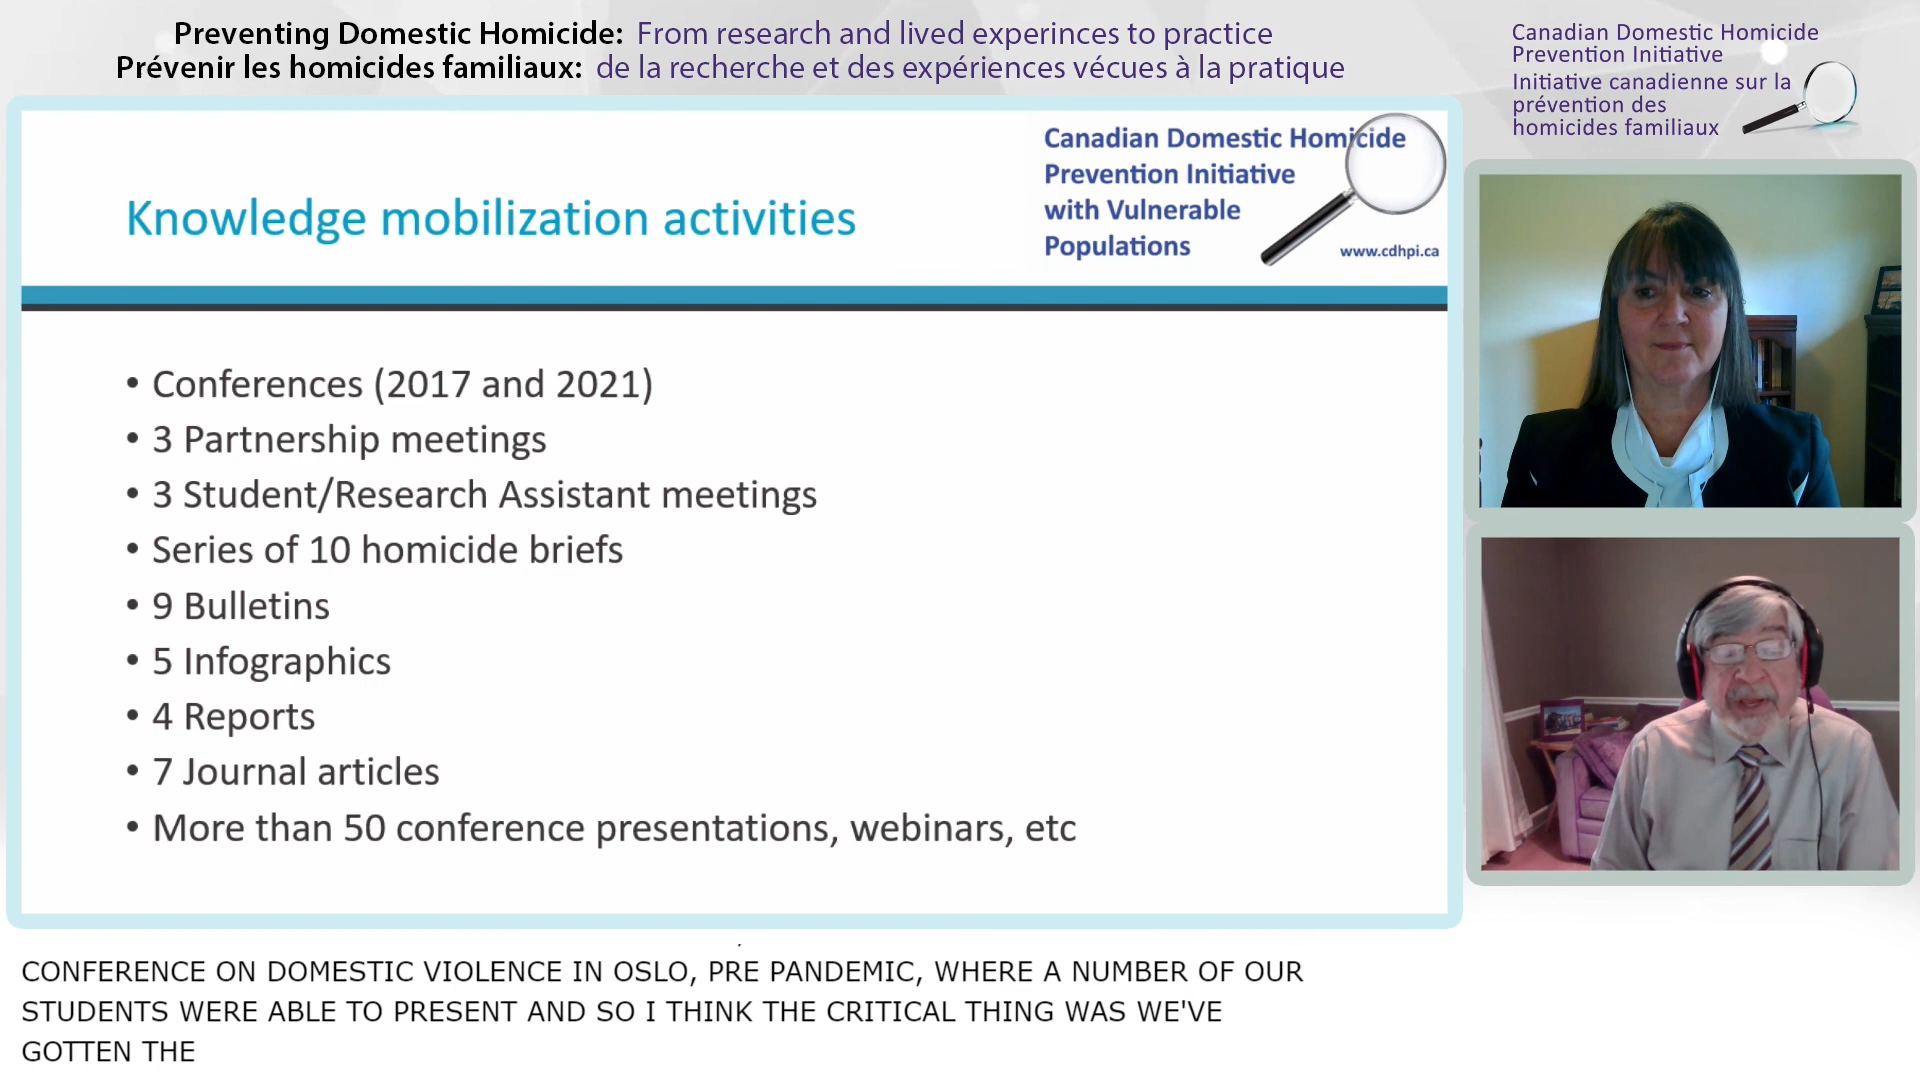 Preventing Domestic Homicide: From research and lived experinces to practice
Prévenir les homicides familiaux: de la recherche et des expériences vécues à la pratique
Canadian Domestic Homicide
Prevention Initiative
Initiative canadienne sur la
prévention des
homicides familiaux
Canadian Domestic Homicide
Prevention Initiative
with Vulnerable
Populations
www.cdhpi.ca
Knowledge mobilization activities
• Conferences (2017 and 2021)
• 3 Partnership meetings
• 3 Student/Research Assistant meetings
• Series of 10 homicide briefs
• 9 Bulletins
• 5 Infographics
• 4 Reports
• 7 Journal articles
• More than 50 conference presentations, webinars, etc
CONFERENCE ON DOMESTIC VIOLENCE IN OSLO, PRE PANDEMIC, WHERE A NUMBER OF OUR
STUDENTS WERE ABLE TO PRESENT AND SO I THINK THE CRITICAL THING WAS WE'VE
GOTTEN THE